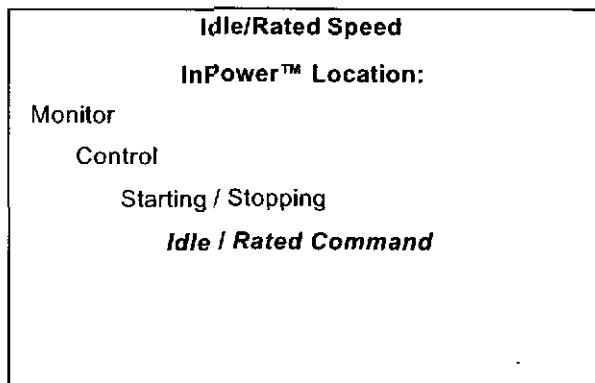 Idle/Rated Speed
InPower™ Location:
Monitor
Control
Starting / Stopping
Idle / Rated Command